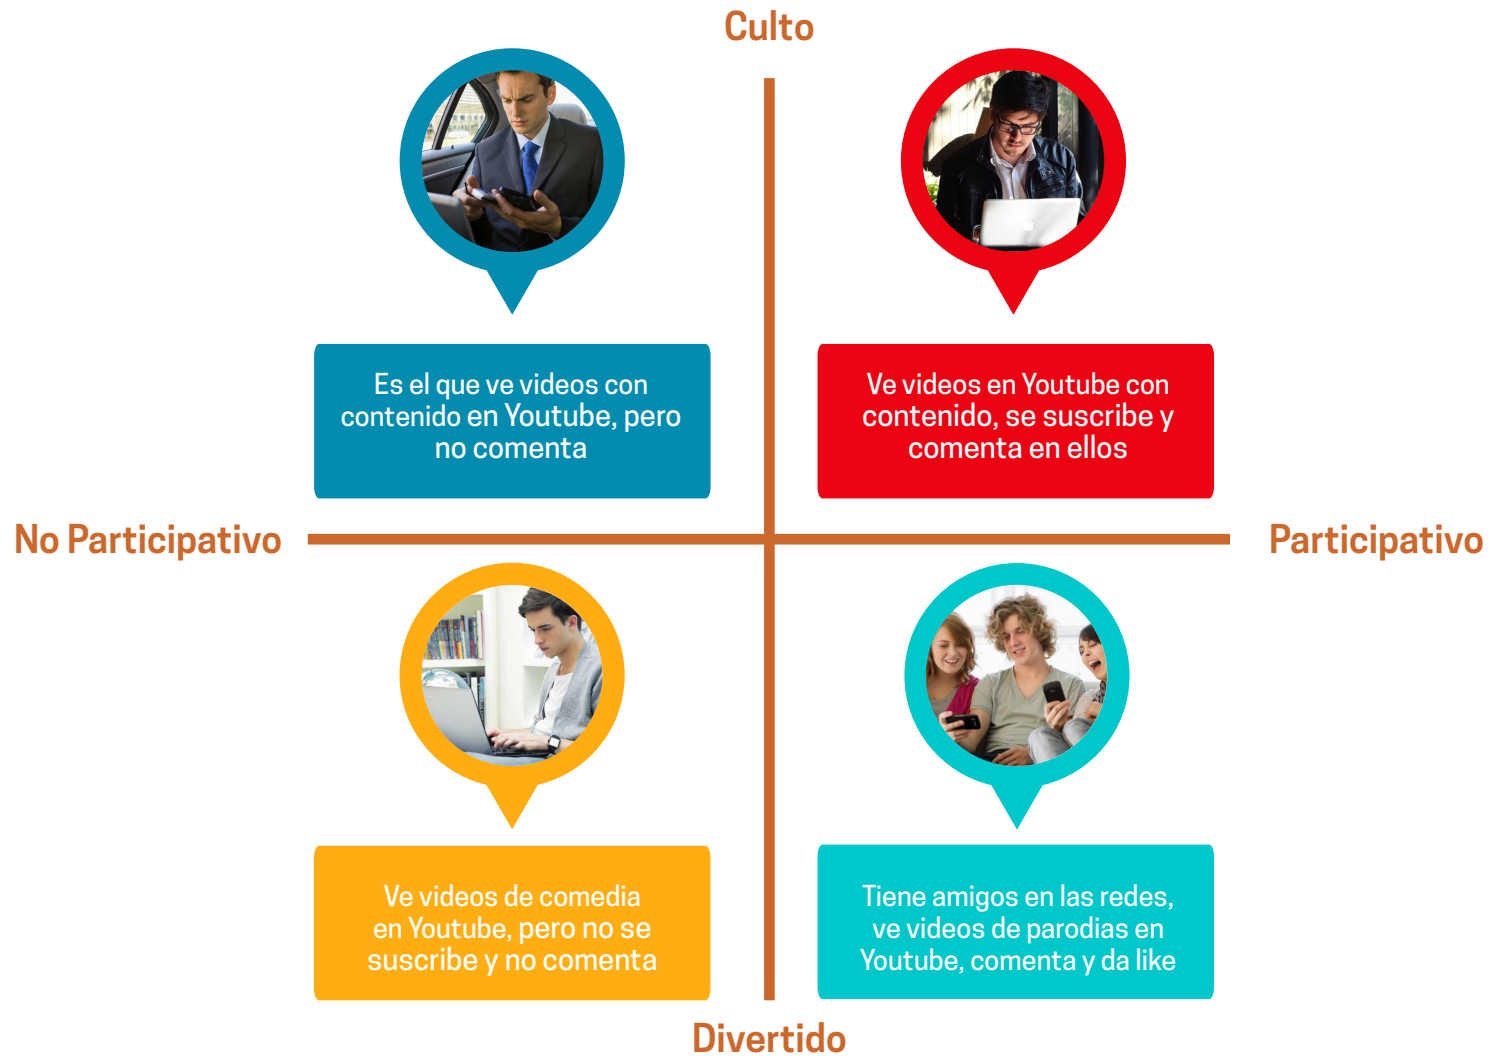 Culto
Es el que ve videos con
contenido en Youtube, pero
no comenta
Ve videos en Youtube con
contenido, se suscribe y
comenta en ellos
No Participativo
Participativo
Ve videos de comedia
en Youtube, pero no se
suscribe y no comenta
Tiene amigos en las redes,
ve videos de parodias en
Youtube, comenta y da like
Divertido